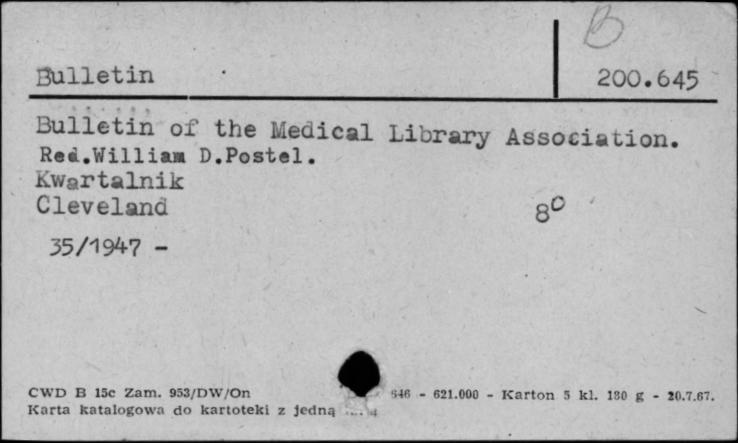 B
Bulletin 200.645
Bulletin of the Medical Library Association.
Red.William D.Postel.
Kwartalnik
Cleveland 8º
35/1947 -
CWD B 15c Zam. 953/DW/On 646 - 621.000 - Karton 5 kl. 180 g - 20.7.67.
Karta katalogowa do kartoteki z jedną